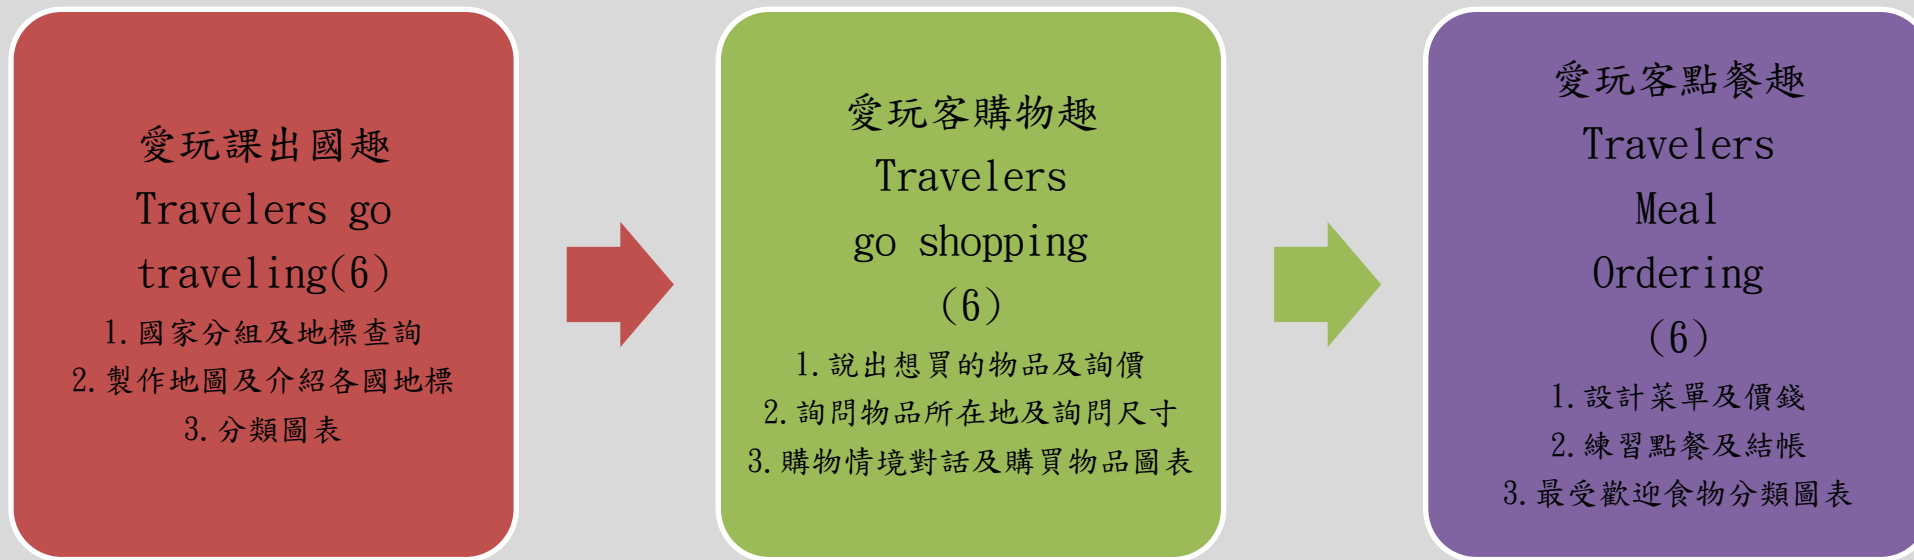 愛玩課出國趣
Travelers go
traveling(6)
1.國家分組及地標查詢
2.製作地圖及介紹各國地標
3.分類圖表
愛玩客購物趣
Travelers
go shopping
(6)
1.說出想買的物品及詢價
2.詢問物品所在地及詢問尺寸
3.購物情境對話及購買物品圖表
愛玩客點餐趣
Travelers
Meal
Ordering
(6)
1.設計菜單及價錢
2.練習點餐及結帳
3.最受歡迎食物分類圖表